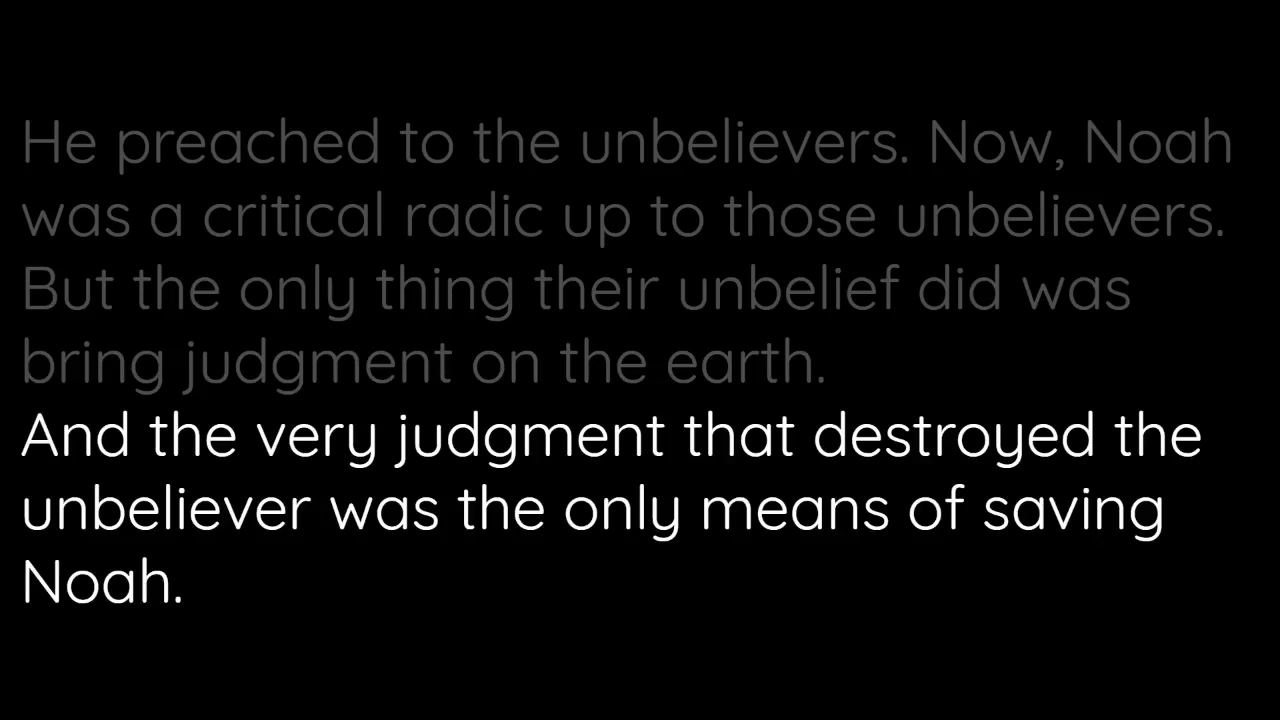 He preached to the unbelievers. Now, Noah
was a critical radic up to those unbelievers.
But the only thing their unbelief did was
bring judgment on the earth.
And the very judgment that destroyed the
unbeliever was the only means of saving
Noah.